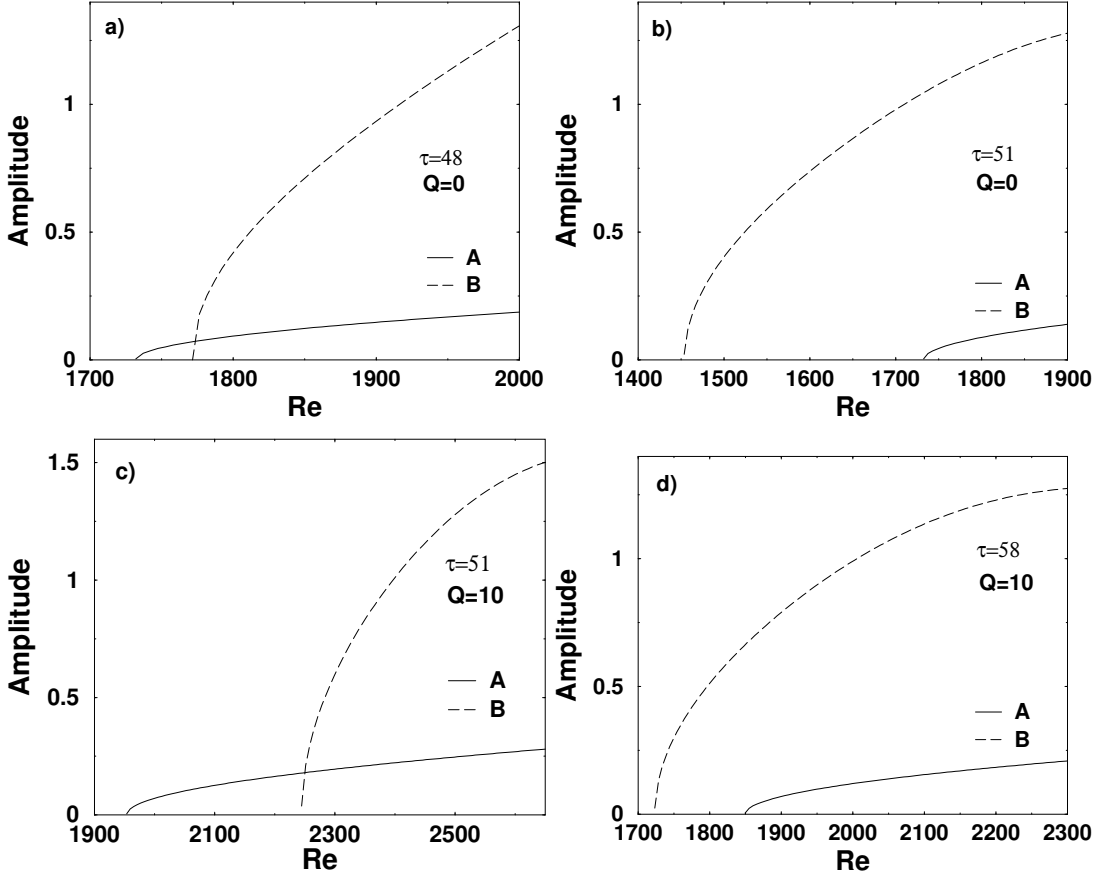 a)
1
0.5
0
Amplitude
τ=48
Q=0
A
B
1700 1800 1900 2000
Re
b)
1
0.5
0
Amplitude
τ=51
Q=0
A
B
1400 1500 1600 1700 1800 1900
Re
c)
1.5
1
0.5
0
Amplitude
τ=51
Q=10
A
B
1900 2100 2300 2500
Re
d)
1
0.5
0
Amplitude
τ=58
Q=10
A
B
1700 1800 1900 2000 2100 2200 2300
Re